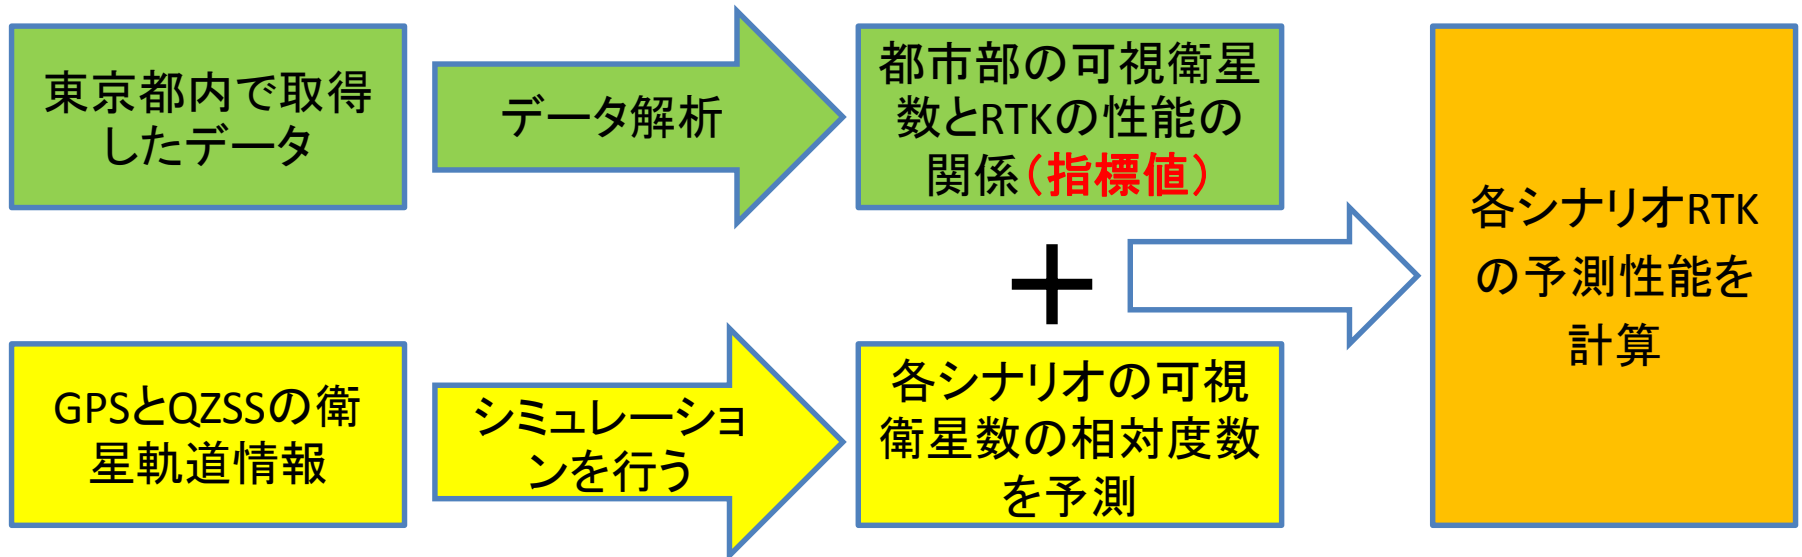 東京都内で取得
したデータ
データ解析
都市部の可視衛星
数とRTKの性能の
関係（指標値）
GPSとQZSSの衛
星軌道情報
シミュレーショ
ンを行う
＋
各シナリオの可視
衛星数の相対度数
を予測
各シナリオRTK
の予測性能を
計算